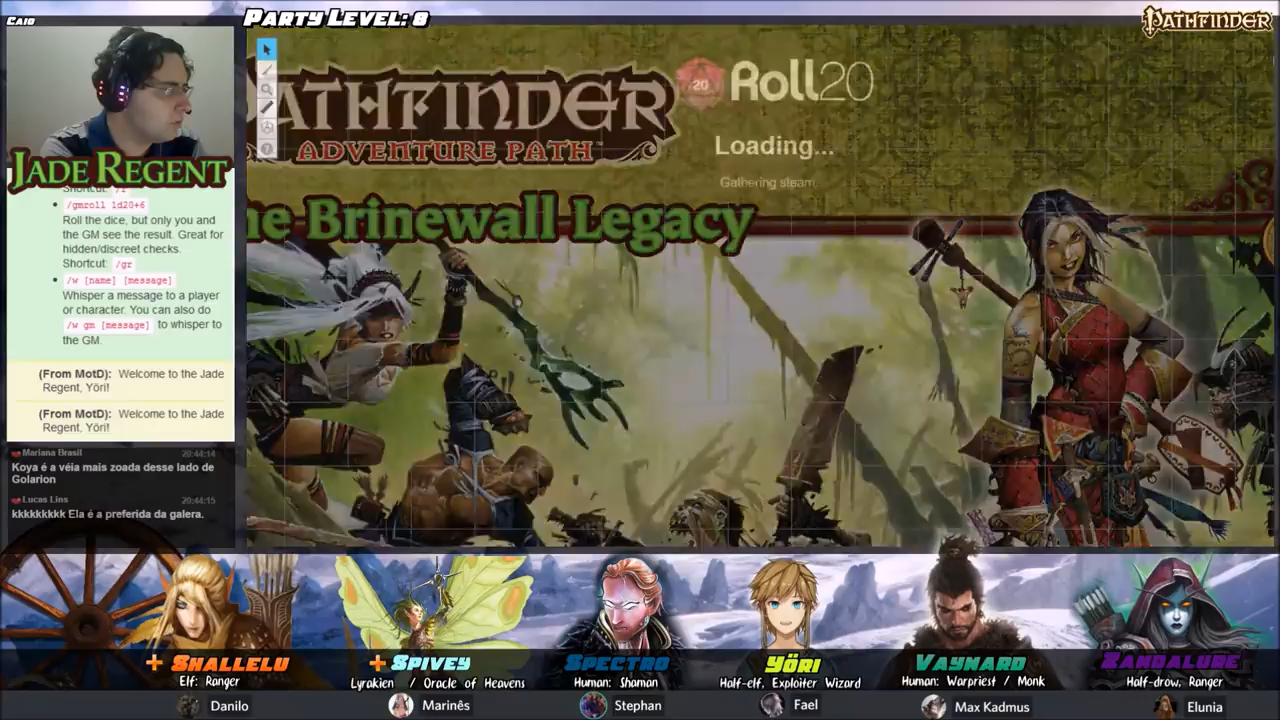 Caio
Party Level: 8
Pathfinder
Jade Regent
Shortcut: /r
/gmroll 1d20+6
Roll the dice, but only you and
the GM see the result. Great for
hidden/discreet checks.
Shortcut: /gr
/w [name] [message]
Whisper a message to a player
or character. You can also do
/w gm [message] to whisper to
the GM.
(From MotD): Welcome to the Jade
Regent, Yöri!
(From MotD): Welcome to the Jade
Regent, Yöri!
Mariana Brasil 20:44:14
Koya é a véia mais zoada desse lado de
Golarion
Lucas Lins 20:44:15
kkkkkkkkk Ela é a preferida da galera.
ATHFINDER
ADVENTURE PATH
he Brinewall Legacy
20 Roll20
Loading...
Gathering steam.
+ Shallelu
Elf: Ranger
Danilo
+ Spivey
Lyrakien / Oracle of Heavens
Marinês
Spectro
Human: Shaman
Stephan
Yöri
Half-elf, Exploiter Wizard
Fael
Vaynard
Human: Warpriest / Monk
Max Kadmus
Zandalure
Half-drow, Ranger
Elunia